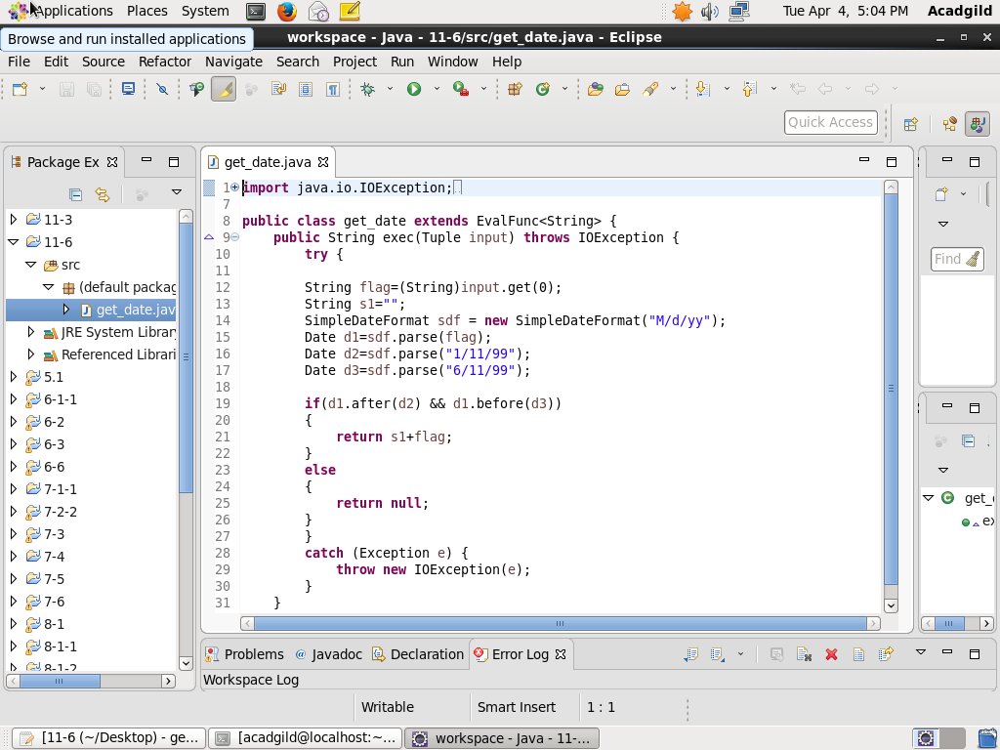 Applications Places System Tue Apr 4, 5:04 PM Acadgild
Browse and run installed applications
workspace - Java - 11-6/src/get_date.java - Eclipse
File Edit Source Refactor Navigate Search Project Run Window Help
Quick Access
Package Ex
11-3
11-6
src
(default packag
get_date.jav
JRE System Library
Referenced Librari
5.1
6-1-1
6-2
6-3
6-6
7-1-1
7-2-2
7-3
7-4
7-5
7-6
8-1
8-1-1
8-1-2
get_date.java
1 import java.io.IOException;
7
8 public class get_date extends EvalFunc<String> {
9 public String exec(Tuple input) throws IOException {
10 try {
11
12 String flag=(String)input.get(0);
13 String s1="";
14 SimpleDateFormat sdf = new SimpleDateFormat("M/d/yy");
15 Date d1=sdf.parse(flag);
16 Date d2=sdf.parse("1/11/99");
17 Date d3=sdf.parse("6/11/99");
18
19 if(d1.after(d2) && d1.before(d3))
20 {
21 return s1+flag;
22 }
23 else
24 {
25 return null;
26 }
27 }
28 catch (Exception e) {
29 throw new IOException(e);
30 }
31 }
Find
get_
ex
Problems @ Javadoc Declaration Error Log
Workspace Log
Writable Smart Insert 1 : 1
[11-6 (~/Desktop) - ge... [acadgild@localhost:~... workspace - Java - 11-...